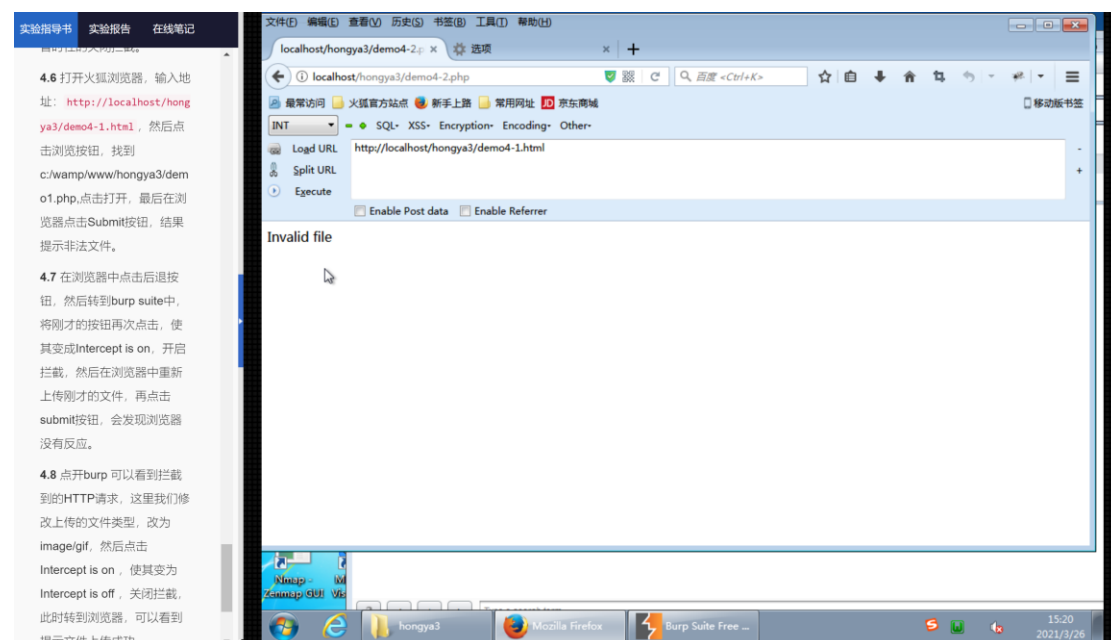 实验指导书 实验报告 在线笔记
4.6 打开火狐浏览器，输入地
址: http://localhost/hong
ya3/demo4-1.html，然后点
击浏览按钮，找到
c:/wamp/www/hongya3/dem
o1.php,点击打开，最后在浏
览器点击Submit按钮，结果
提示非法文件。
4.7 在浏览器中点击后退按
钮，然后转到burp suite中，
将刚才的按钮再次点击，使
其变成Intercept is on，开启
拦截，然后在浏览器中重新
上传刚才的文件，再点击
submit按钮，会发现浏览器
没有反应。
4.8 点开burp 可以看到拦截
到的HTTP请求，这里我们修
改上传的文件类型，改为
image/gif，然后点击
Intercept is on ，使其变为
Intercept is off ，关闭拦截，
此时转到浏览器，可以看到
提示文件上传成功
文件(F) 编辑(E) 查看(V) 历史(S) 书签(B) 工具(T) 帮助(H)
localhost/hongya3/demo4-2.p × 选项 × +
localhost/hongya3/demo4-2.php 百度 <Ctrl+K>
最常访问 火狐官方站点 新手上路 常用网址 JD 京东商城 移动版书签
INT SQL- XSS- Encryption- Encoding- Other-
Load URL http://localhost/hongya3/demo4-1.html -
Split URL +
Execute
Enable Post data Enable Referrer
Invalid file
Nmap -
Zenmap GUI
hongya3 Mozilla Firefox Burp Suite Free ... 15:20
2021/3/26